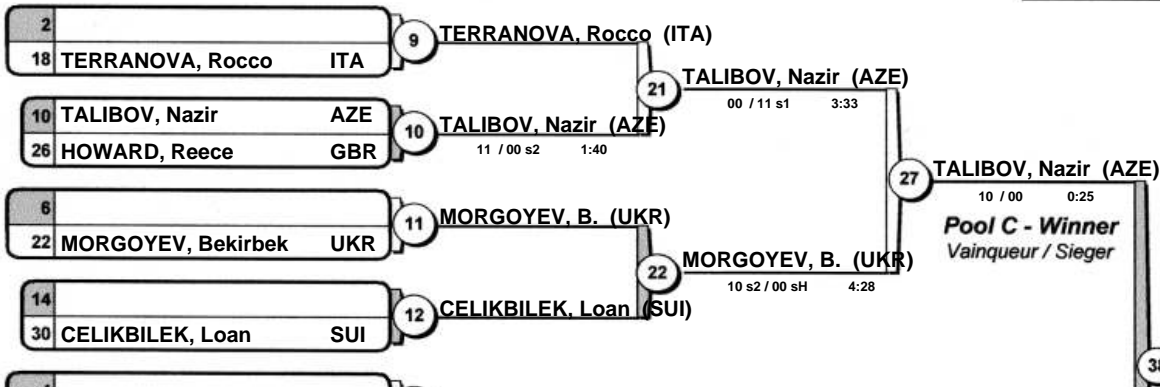 2
9 TERRANOVA, Rocco (ITA)
18 TERRANOVA, Rocco ITA
21 TALIBOV, Nazir (AZE)
00 / 11 s1 3:33
10 TALIBOV, Nazir AZE
10 TALIBOV, Nazir (AZE)
11 / 00 s2 1:40
26 HOWARD, Reece GBR
27 TALIBOV, Nazir (AZE)
10 / 00 0:25
Pool C - Winner
Vainqueur / Sieger
6
11 MORGOYEV, B. (UKR)
22 MORGOYEV, Bekirbek UKR
22 MORGOYEV, B. (UKR)
10 s2 / 00 sH 4:28
14
12 CELIKBILEK, Loan (SUI)
30 CELIKBILEK, Loan SUI